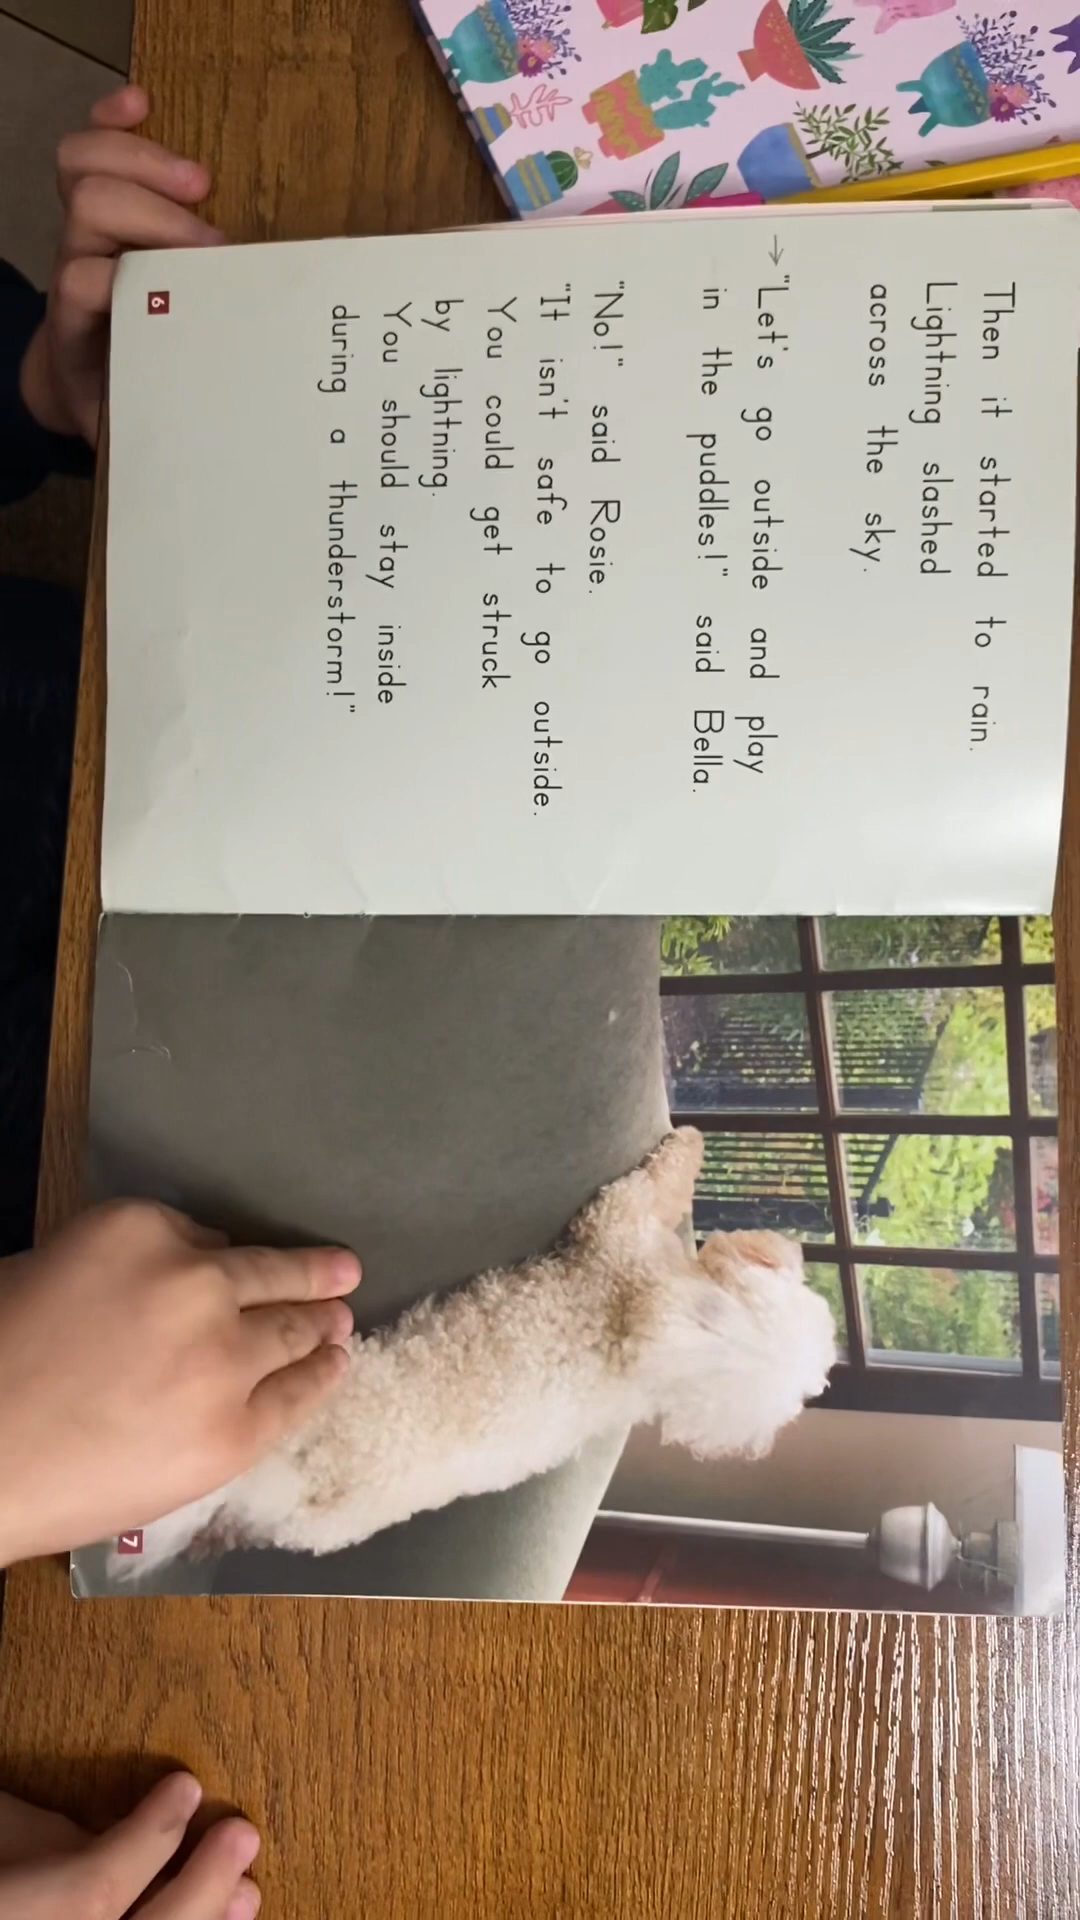 Then it started to rain.
Lightning slashed
across the sky.
→ "Let's go outside and play
in the puddles!" said Bella.
"No!" said Rosie.
"It isn't safe to go outside.
You could get struck
by lightning.
You should stay inside
during a thunderstorm!"
6
7